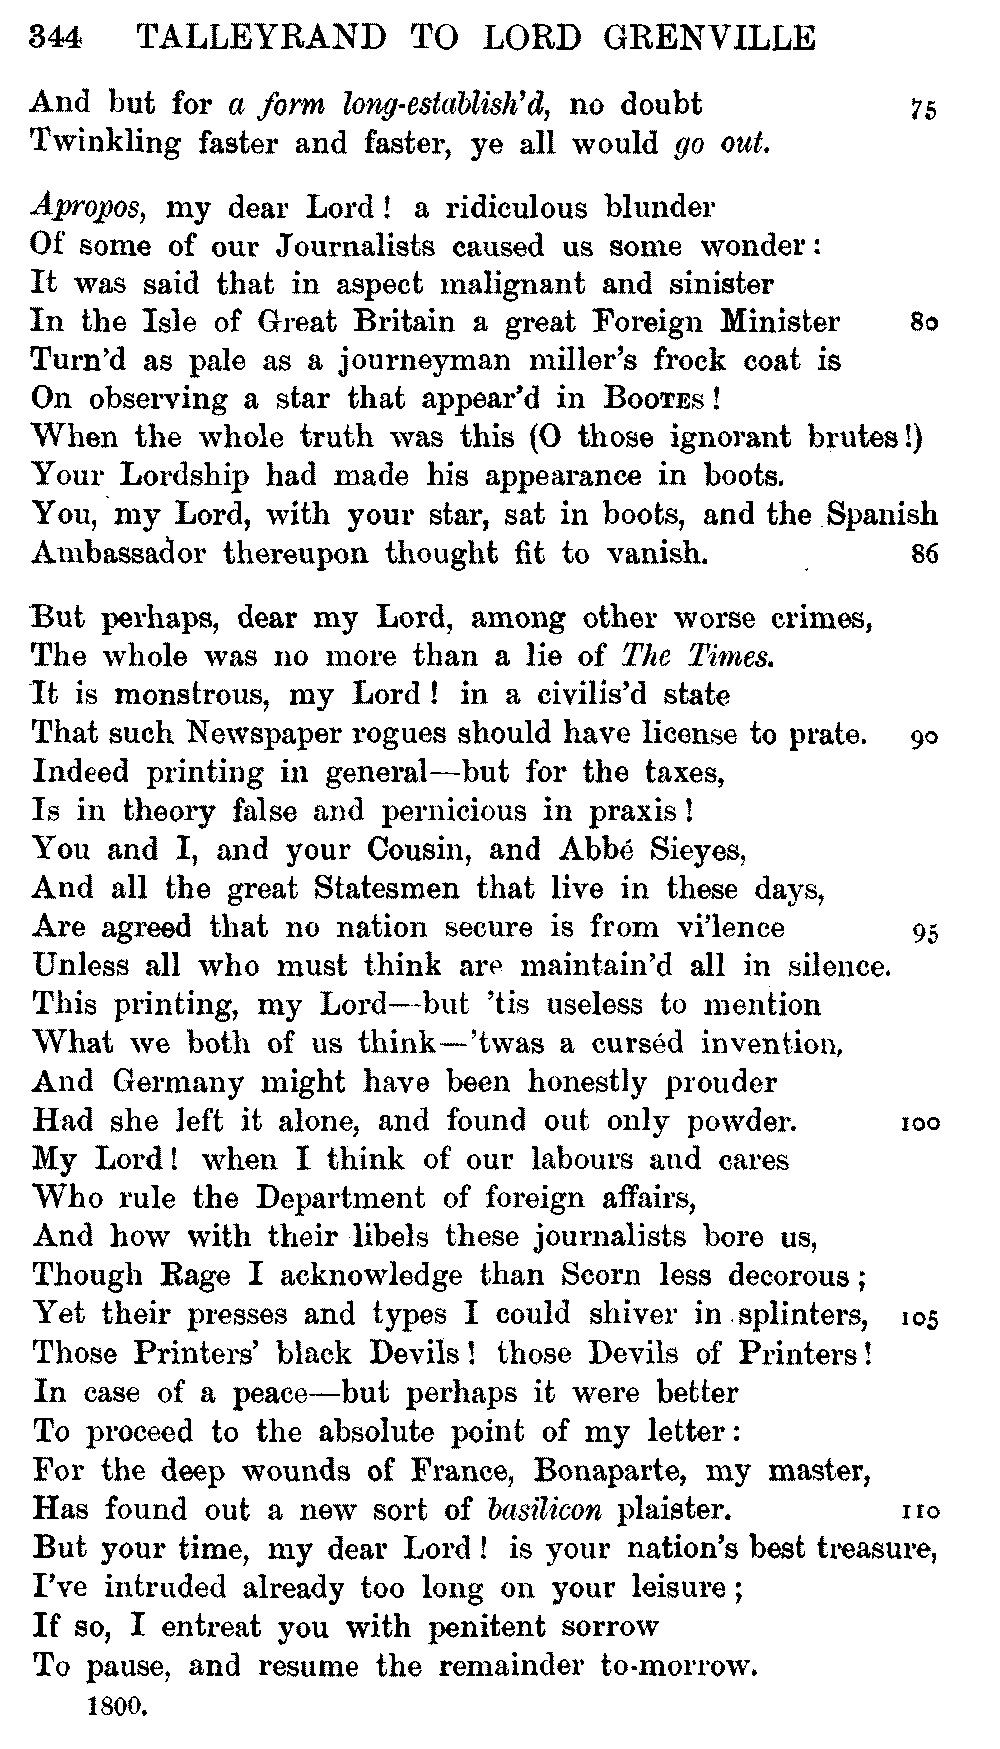 344 TALLEYRAND TO LORD GRENVILLE
And but for a form long-establish'd, no doubt 75
Twinkling faster and faster, ye all would go out.
Apropos, my dear Lord! a ridiculous blunder
Of some of our Journalists caused us some wonder:
It was said that in aspect malignant and sinister
In the Isle of Great Britain a great Foreign Minister 80
Turn'd as pale as a journeyman miller's frock coat is
On observing a star that appear'd in BOOTES!
When the whole truth was this (O those ignorant brutes!)
Your Lordship had made his appearance in boots.
You, my Lord, with your star, sat in boots, and the Spanish
Ambassador thereupon thought fit to vanish. 86
But perhaps, dear my Lord, among other worse crimes,
The whole was no more than a lie of The Times.
It is monstrous, my Lord! in a civilis'd state
That such Newspaper rogues should have license to prate. 90
Indeed printing in general—but for the taxes,
Is in theory false and pernicious in praxis!
You and I, and your Cousin, and Abbé Sieyes,
And all the great Statesmen that live in these days,
Are agreed that no nation secure is from vi'lence 95
Unless all who must think are maintain'd all in silence.
This printing, my Lord—but 'tis useless to mention
What we both of us think—'twas a curséd invention,
And Germany might have been honestly prouder
Had she left it alone, and found out only powder. 100
My Lord! when I think of our labours and cares
Who rule the Department of foreign affairs,
And how with their libels these journalists bore us,
Though Rage I acknowledge than Scorn less decorous;
Yet their presses and types I could shiver in splinters, 105
Those Printers' black Devils! those Devils of Printers!
In case of a peace—but perhaps it were better
To proceed to the absolute point of my letter:
For the deep wounds of France, Bonaparte, my master,
Has found out a new sort of basilicon plaister. 110
But your time, my dear Lord! is your nation's best treasure,
I've intruded already too long on your leisure;
If so, I entreat you with penitent sorrow
To pause, and resume the remainder to-morrow.
1800.